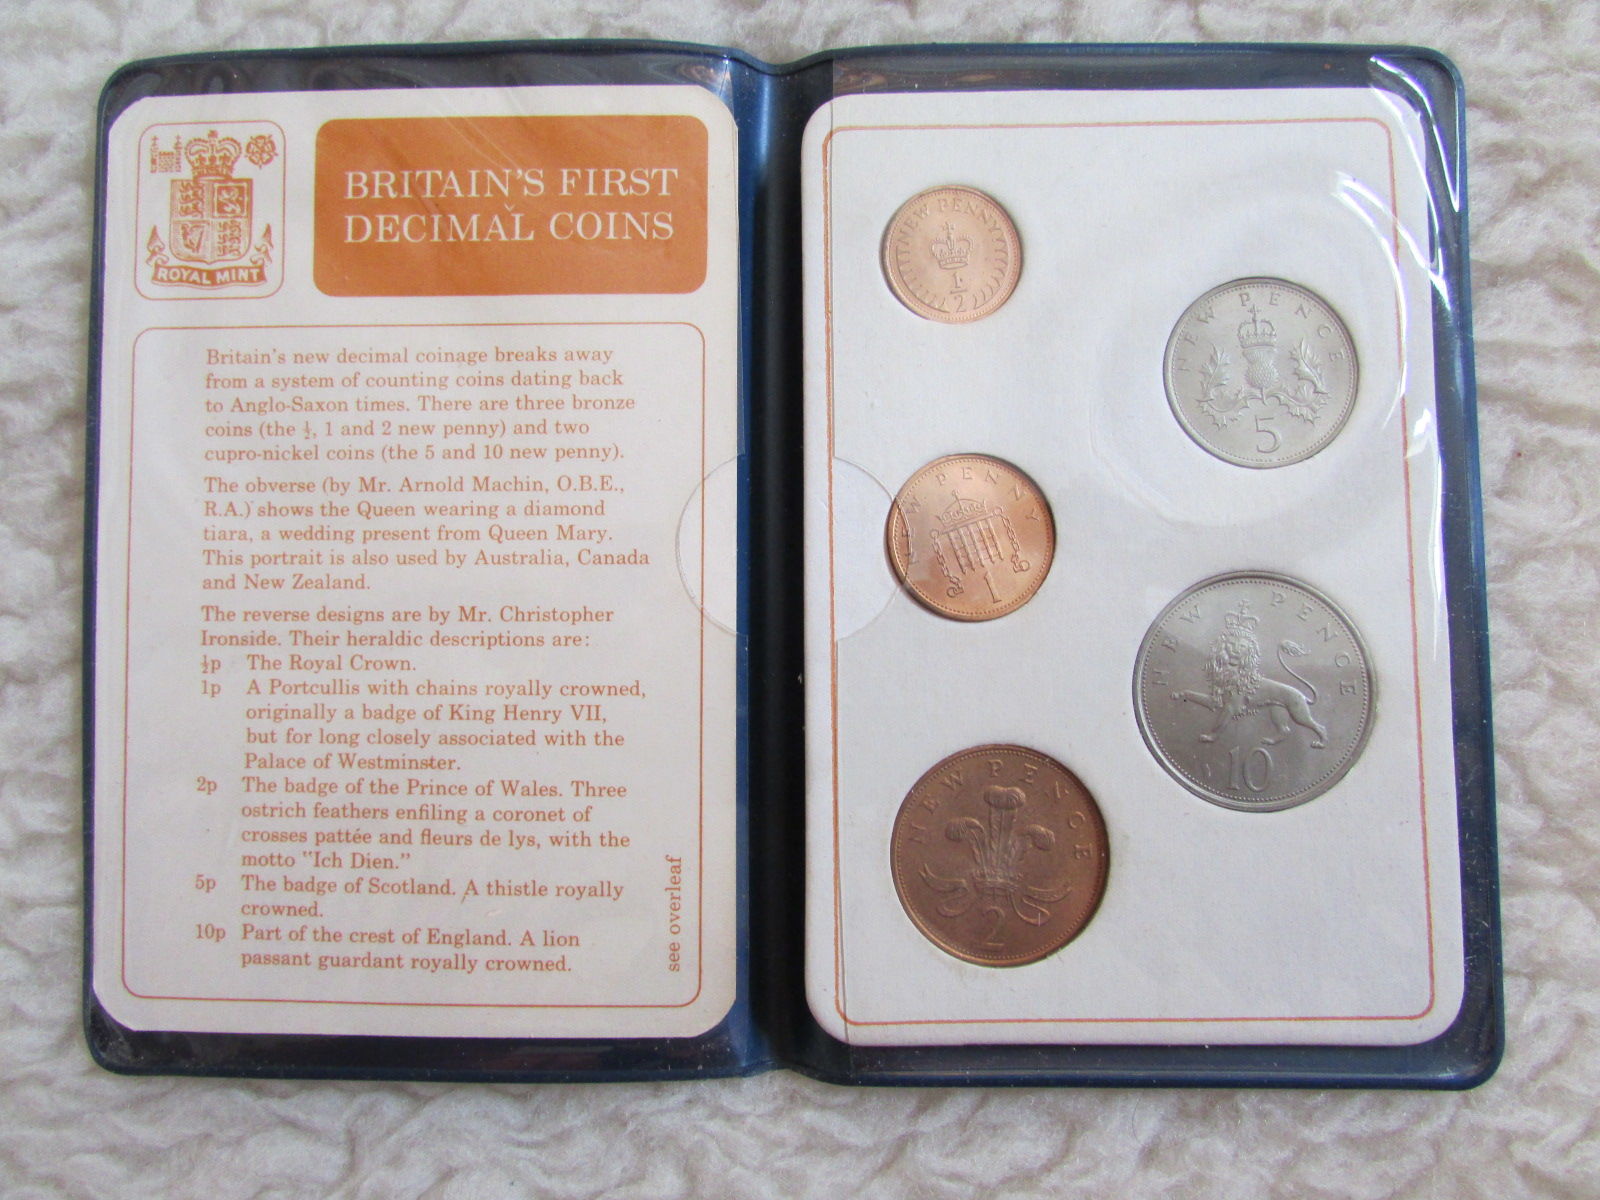 ROYAL MINT
BRITAIN'S FIRST
DECIMAL COINS
Britain's new decimal coinage breaks away
from a system of counting coins dating back
to Anglo-Saxon times. There are three bronze
coins (the ½, 1 and 2 new penny) and two
cupro-nickel coins (the 5 and 10 new penny).
The obverse (by Mr. Arnold Machin, O.B.E.,
R.A.) shows the Queen wearing a diamond
tiara, a wedding present from Queen Mary.
This portrait is also used by Australia, Canada
and New Zealand.
The reverse designs are by Mr. Christopher
Ironside. Their heraldic descriptions are:
½p The Royal Crown.
1p A Portcullis with chains royally crowned,
originally a badge of King Henry VII,
but for long closely associated with the
Palace of Westminster.
2p The badge of the Prince of Wales. Three
ostrich feathers enfiling a coronet of
crosses pattée and fleurs de lys, with the
motto "Ich Dien."
5p The badge of Scotland. A thistle royally
crowned.
10p Part of the crest of England. A lion
passant guardant royally crowned.
see overleaf
NEW PENNY
½
NEW PENCE
5
NEW PENNY
1
NEW PENCE
10
NEW PENCE
2